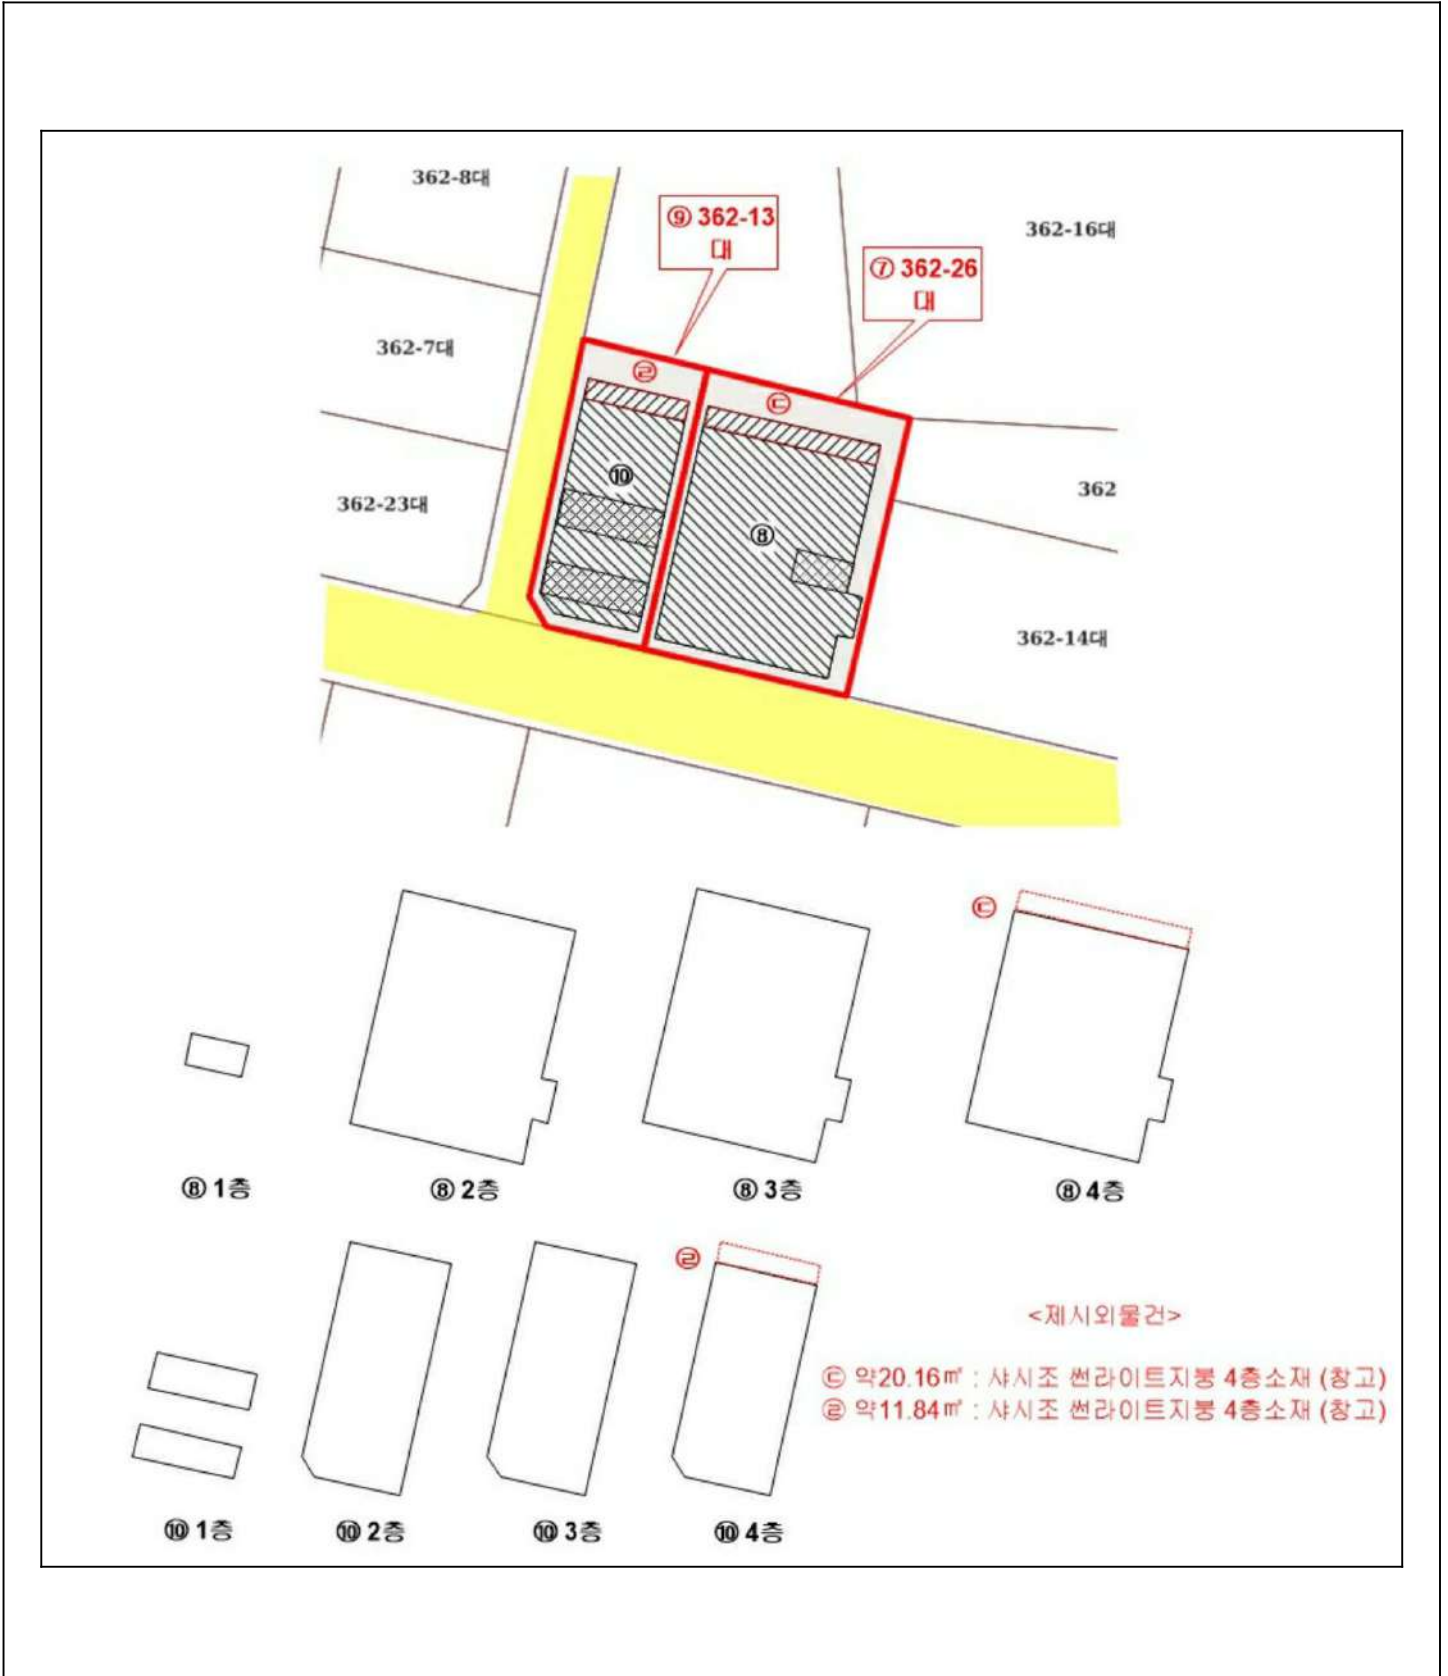 362-8대
⑨ 362-13
대
362-16대
⑦ 362-26
대
362-7대
㉣
㉢
⑩
362
362-23대
⑧
362-14대
㉢
⑧ 1층
⑧ 2층
⑧ 3층
⑧ 4층
㉣
<제시외물건>
㉢ 약20.16㎡ : 샤시조 썬라이트지붕 4층소재 (창고)
㉣ 약11.84㎡ : 샤시조 썬라이트지붕 4층소재 (창고)
⑩ 1층
⑩ 2층
⑩ 3층
⑩ 4층